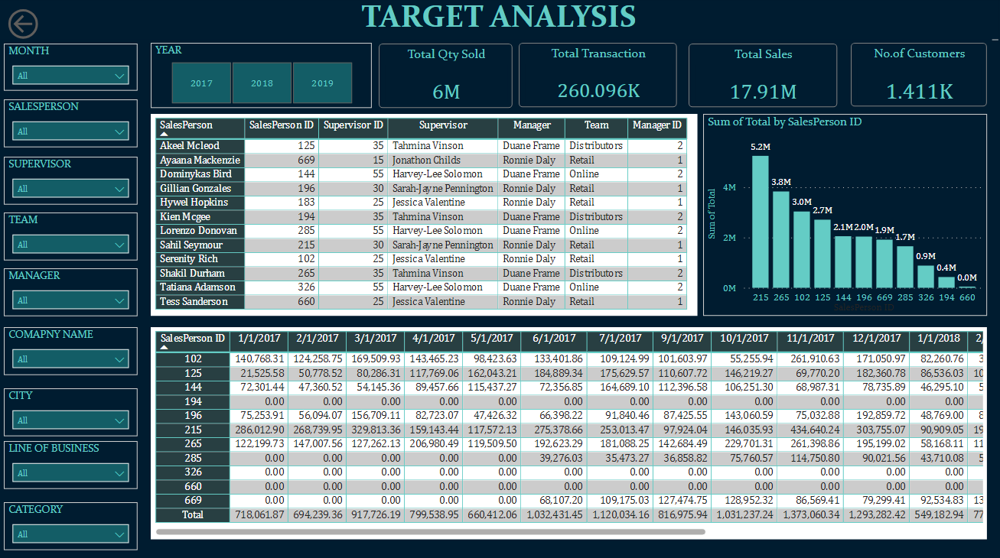 TARGET ANALYSIS
MONTH
All
SALESPERSON
All
SUPERVISOR
All
TEAM
All
MANAGER
All
COMAPNY NAME
All
CITY
All
LINE OF BUSINESS
All
CATEGORY
All
YEAR
2017 2018 2019
Total Qty Sold
6M
Total Transaction
260.096K
Total Sales
17.91M
No.of Customers
1.411K
SalesPerson SalesPerson ID Supervisor ID Supervisor Manager Team Manager ID
Akeel Mcleod 125 35 Tahmina Vinson Duane Frame Distributors 2
Ayaana Mackenzie 669 15 Jonathon Childs Ronnie Daly Retail 1
Dominykas Bird 144 55 Harvey-Lee Solomon Duane Frame Online 2
Gillian Gonzales 196 30 Sarah-Jayne Pennington Ronnie Daly Retail 1
Hywel Hopkins 183 25 Jessica Valentine Ronnie Daly Retail 1
Kien Mcgee 194 35 Tahmina Vinson Duane Frame Distributors 2
Lorenzo Donovan 285 55 Harvey-Lee Solomon Duane Frame Online 2
Sahil Seymour 215 30 Sarah-Jayne Pennington Ronnie Daly Retail 1
Serenity Rich 102 25 Jessica Valentine Ronnie Daly Retail 1
Shakil Durham 265 35 Tahmina Vinson Duane Frame Distributors 2
Tatiana Adamson 326 55 Harvey-Lee Solomon Duane Frame Online 2
Tess Sanderson 660 25 Jessica Valentine Ronnie Daly Retail 1
Sum of Total by SalesPerson ID
Sum of Total
4M
2M
0M
5.2M 3.8M 3.0M 2.7M 2.1M 2.0M 1.9M 1.7M 0.9M 0.4M 0.0M
215 265 102 125 144 196 669 285 326 194 660
SalesPerson ID
SalesPerson ID 1/1/2017 2/1/2017 3/1/2017 4/1/2017 5/1/2017 6/1/2017 7/1/2017 9/1/2017 10/1/2017 11/1/2017 12/1/2017 1/1/2018 2/
102 140,768.31 124,258.75 169,509.93 143,465.23 98,423.63 133,401.86 109,124.99 101,603.97 55,255.94 261,910.63 171,050.97 82,260.76 3
125 21,525.58 50,778.52 80,286.31 117,769.06 162,043.21 184,889.34 175,629.57 110,607.72 146,219.27 69,770.20 182,360.78 86,536.03 10
144 72,301.44 47,360.52 54,145.36 89,457.66 115,437.27 72,356.85 164,689.10 112,396.58 106,251.30 68,987.31 78,735.89 46,295.10 5
194 0.00 0.00 0.00 0.00 0.00 0.00 0.00 0.00 0.00 0.00 0.00 0.00
196 75,253.91 56,094.07 156,709.11 82,723.07 47,426.32 66,398.22 91,840.46 87,425.55 143,060.59 75,032.88 192,859.72 48,769.00 8
215 286,012.90 268,739.95 329,813.36 159,143.44 117,572.13 275,378.66 253,013.47 97,924.04 146,035.93 434,640.24 303,755.07 90,909.05 19
265 122,199.73 147,007.56 127,262.13 206,980.49 119,509.50 192,623.29 181,088.25 142,684.49 229,701.31 261,398.86 195,199.02 58,168.11 11
285 0.00 0.00 0.00 0.00 0.00 39,276.03 35,473.27 36,858.82 75,760.57 114,750.80 90,021.56 43,710.08 5
326 0.00 0.00 0.00 0.00 0.00 0.00 0.00 0.00 0.00 0.00 0.00 0.00
660 0.00 0.00 0.00 0.00 0.00 0.00 0.00 0.00 0.00 0.00 0.00 0.00
669 0.00 0.00 0.00 0.00 0.00 68,107.20 109,175.03 127,474.75 128,952.32 86,569.41 79,299.41 92,534.83 13
Total 718,061.87 694,239.36 917,726.19 799,538.95 660,412.06 1,032,431.45 1,120,034.16 816,975.94 1,031,237.24 1,373,060.34 1,293,282.42 549,182.94 77